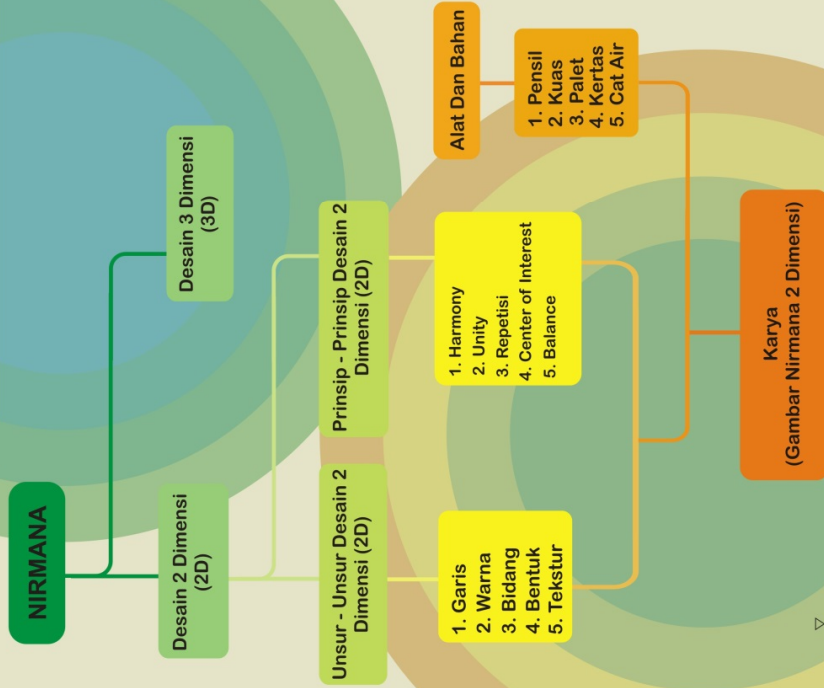 NIRMANA
Desain 2 Dimensi
(2D)
Desain 3 Dimensi
(3D)
Unsur - Unsur Desain 2
Dimensi (2D)
Prinsip - Prinsip Desain 2
Dimensi (2D)
1. Garis
2. Warna
3. Bidang
4. Bentuk
5. Tekstur
1. Harmony
2. Unity
3. Repetisi
4. Center of Interest
5. Balance
Alat Dan Bahan
1. Pensil
2. Kuas
3. Palet
4. Kertas
5. Cat Air
Karya
(Gambar Nirmana 2 Dimensi)